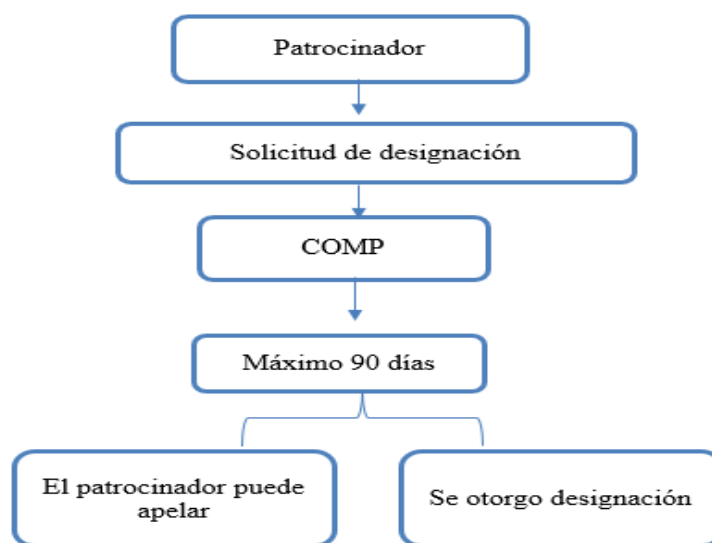 Patrocinador
Solicitud de designación
COMP
Máximo 90 días
El patrocinador puede
apelar
Se otorgo designación